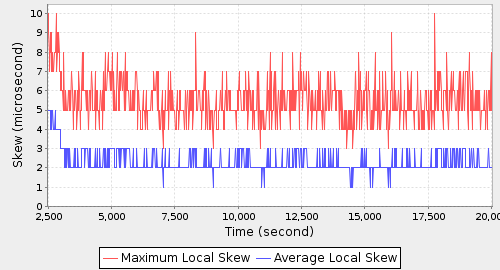 10
9
8
7
6
5
4
3
2
1
0
Skew (microsecond)
2,500 5,000 7,500 10,000 12,500 15,000 17,500 20,00
Time (second)
Maximum Local Skew Average Local Skew